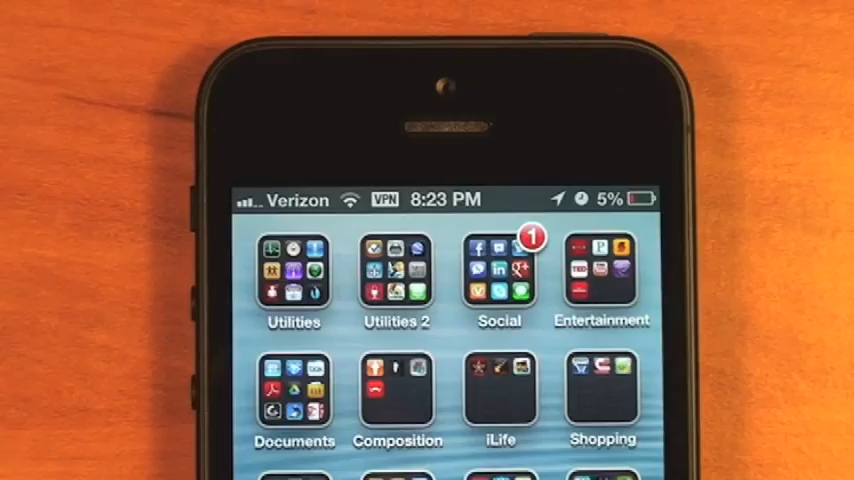 Verizon VPN 8:23 PM 5%
1
Utilities Utilities 2 Social Entertainment
Documents Composition iLife Shopping